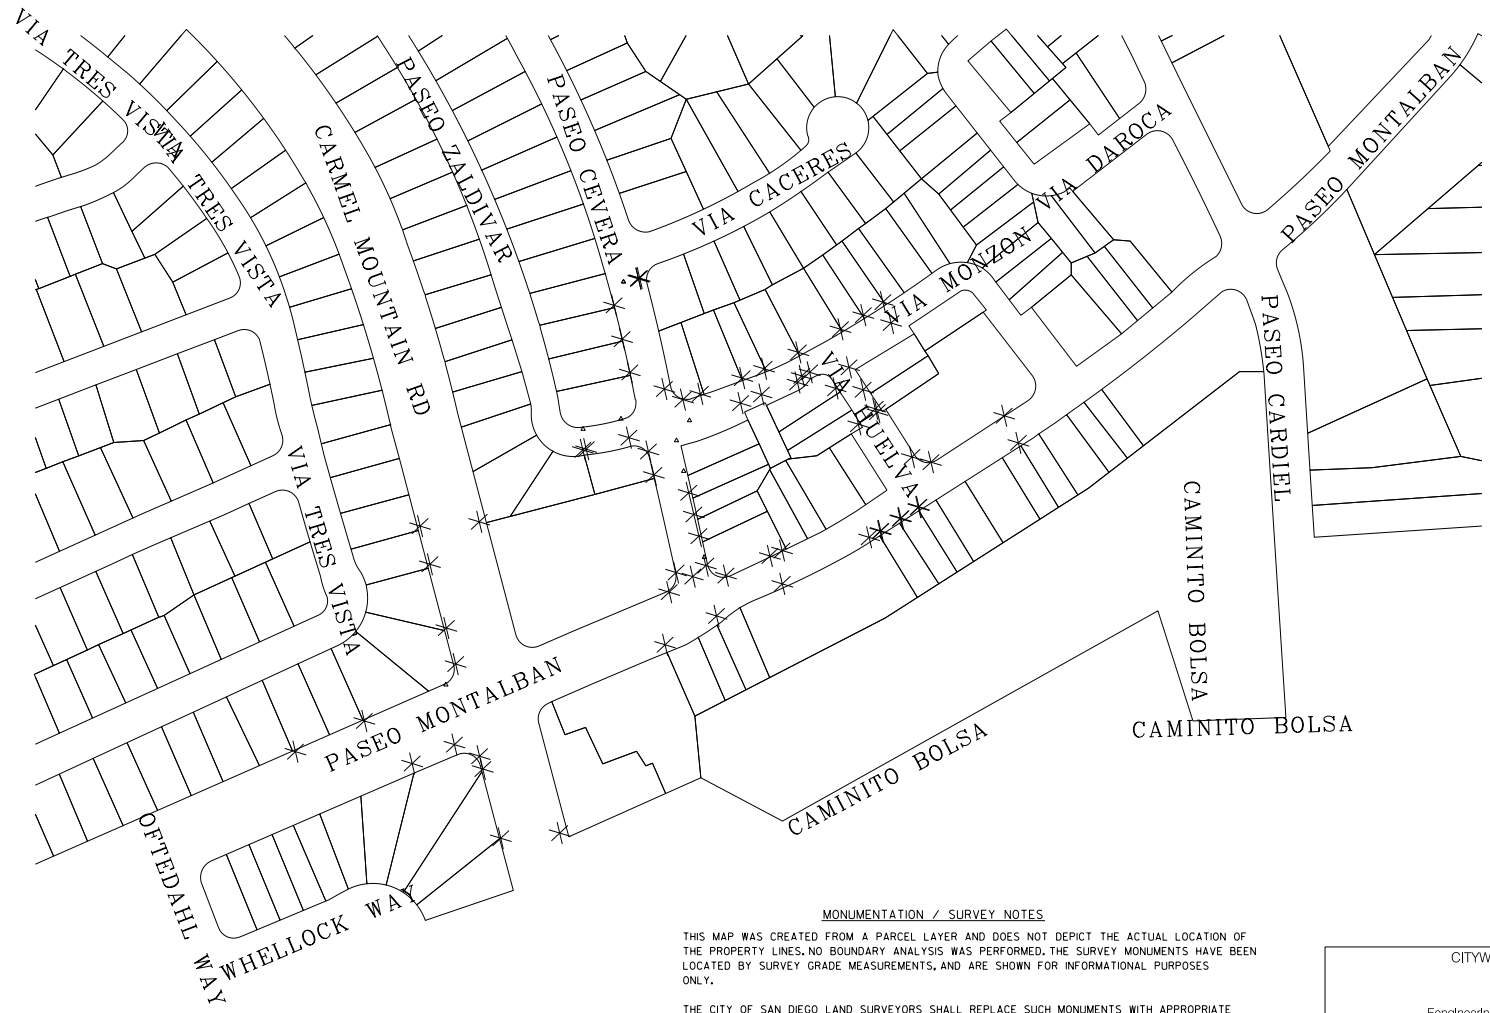 VIA TRES VISTA
VIA TRES VISTA
CARMEL MOUNTAIN RD
PASEO ZALDIVAR
PASEO CEVERA
VIA CACERES
VIA DAROCA
PASEO MONTALBAN
VIA MONZON
VIA HUELVA
PASEO CARDIEL
VIA TRES VISTA
CAMINITO BOLSA
PASEO MONTALBAN
CAMINITO BOLSA
CAMINITO BOLSA
OFTEDAHL WAY
WHELLOCK WAY
MONUMENTATION / SURVEY NOTES
THIS MAP WAS CREATED FROM A PARCEL LAYER AND DOES NOT DEPICT THE ACTUAL LOCATION OF
THE PROPERTY LINES. NO BOUNDARY ANALYSIS WAS PERFORMED. THE SURVEY MONUMENTS HAVE BEEN
LOCATED BY SURVEY GRADE MEASUREMENTS, AND ARE SHOWN FOR INFORMATIONAL PURPOSES
ONLY.
THE CITY OF SAN DIEGO LAND SURVEYORS SHALL REPLACE SUCH MONUMENTS WITH APPROPRIATE
CITYW